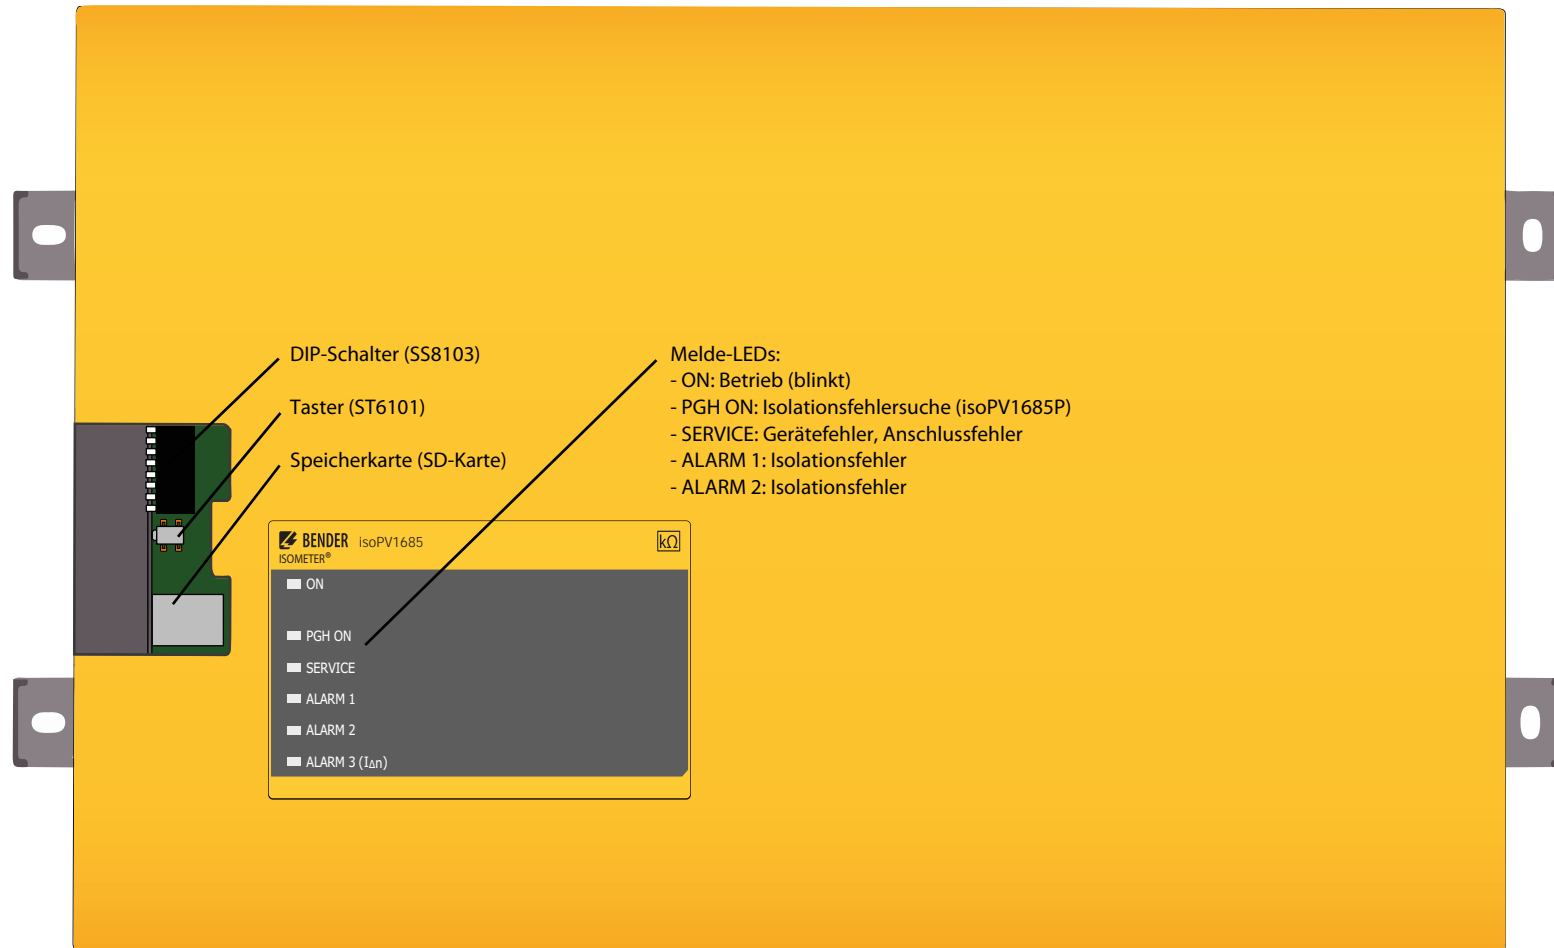 DIP-Schalter (SS8103)
Taster (ST6101)
Speicherkarte (SD-Karte)
Melde-LEDs:
- ON: Betrieb (blinkt)
- PGH ON: Isolationsfehlersuche (isoPV1685P)
- SERVICE: Gerätefehler, Anschlussfehler
- ALARM 1: Isolationsfehler
- ALARM 2: Isolationsfehler
BENDER isoPV1685 kΩ
ISOMETER®
ON
PGH ON
SERVICE
ALARM 1
ALARM 2
ALARM 3 (IΔn)